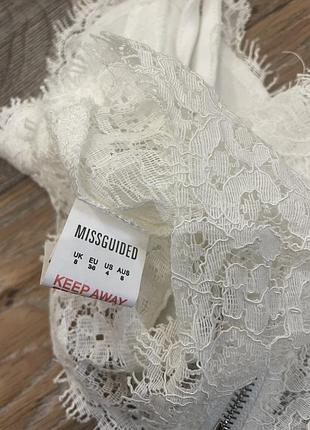 MISSGUIDED
UK EU US AUS
8 36 4 8
KEEP AWAY